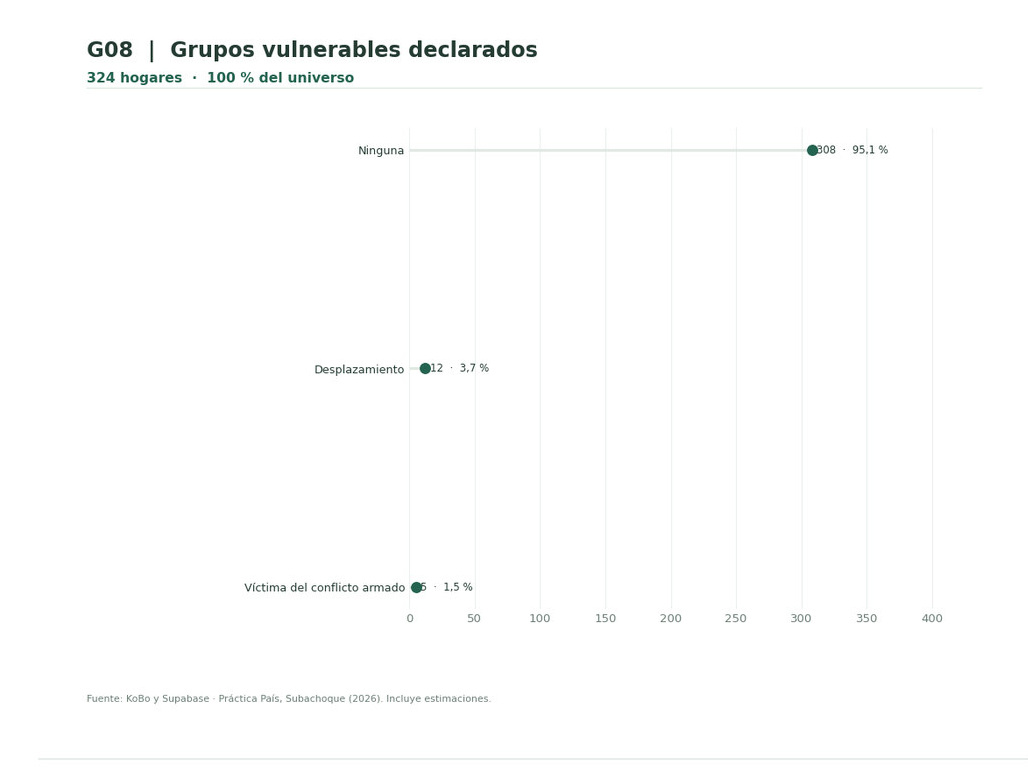 G08 | Grupos vulnerables declarados
324 hogares · 100 % del universo
Ninguna
308 · 95,1 %
Desplazamiento
12 · 3,7 %
Víctima del conflicto armado
5 · 1,5 %
0 50 100 150 200 250 300 350 400
Fuente: KoBo y Supabase · Práctica País, Subachoque (2026). Incluye estimaciones.